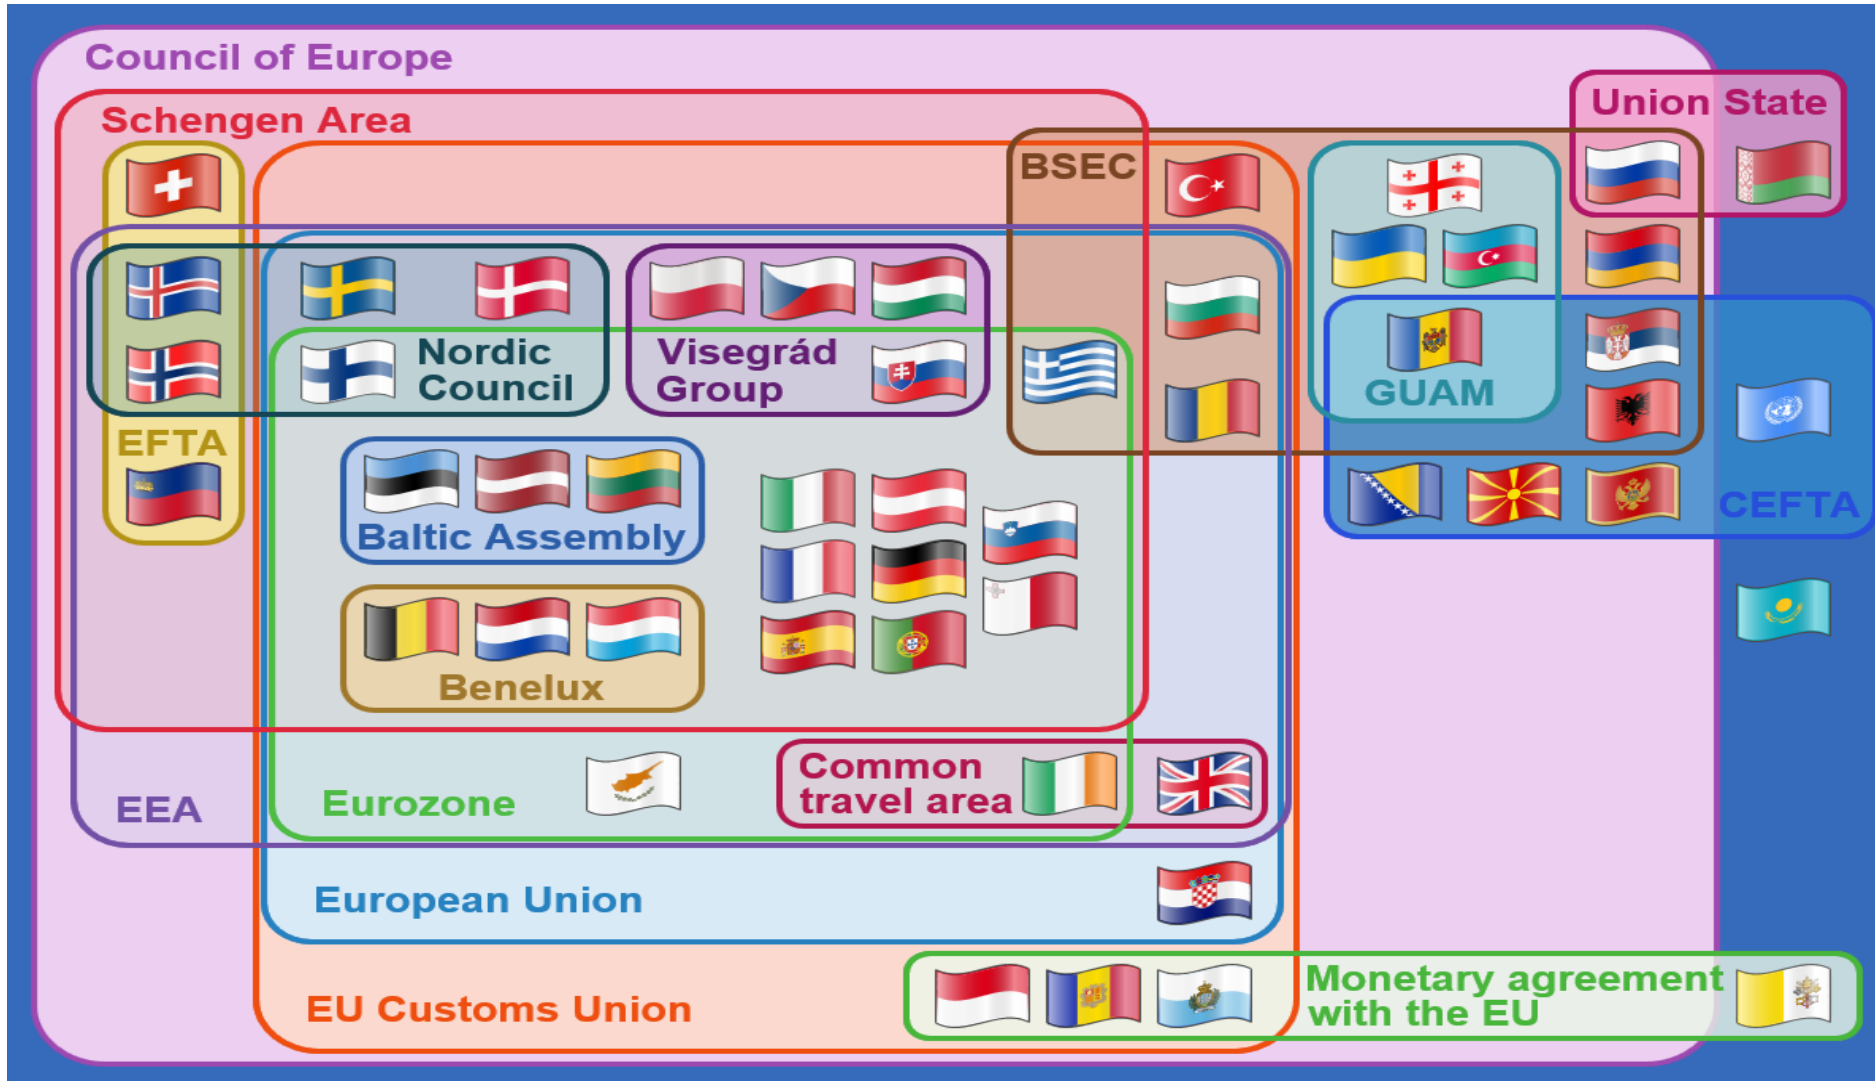 Council of Europe
Schengen Area
Union State
BSEC
Nordic
Council
Visegrád
Group
GUAM
EFTA
CEFTA
Baltic Assembly
Benelux
Common
travel area
EEA
Eurozone
European Union
EU Customs Union
Monetary agreement
with the EU